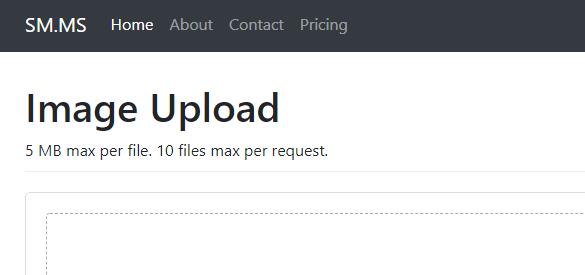 SM.MS Home About Contact Pricing
Image Upload
5 MB max per file. 10 files max per request.